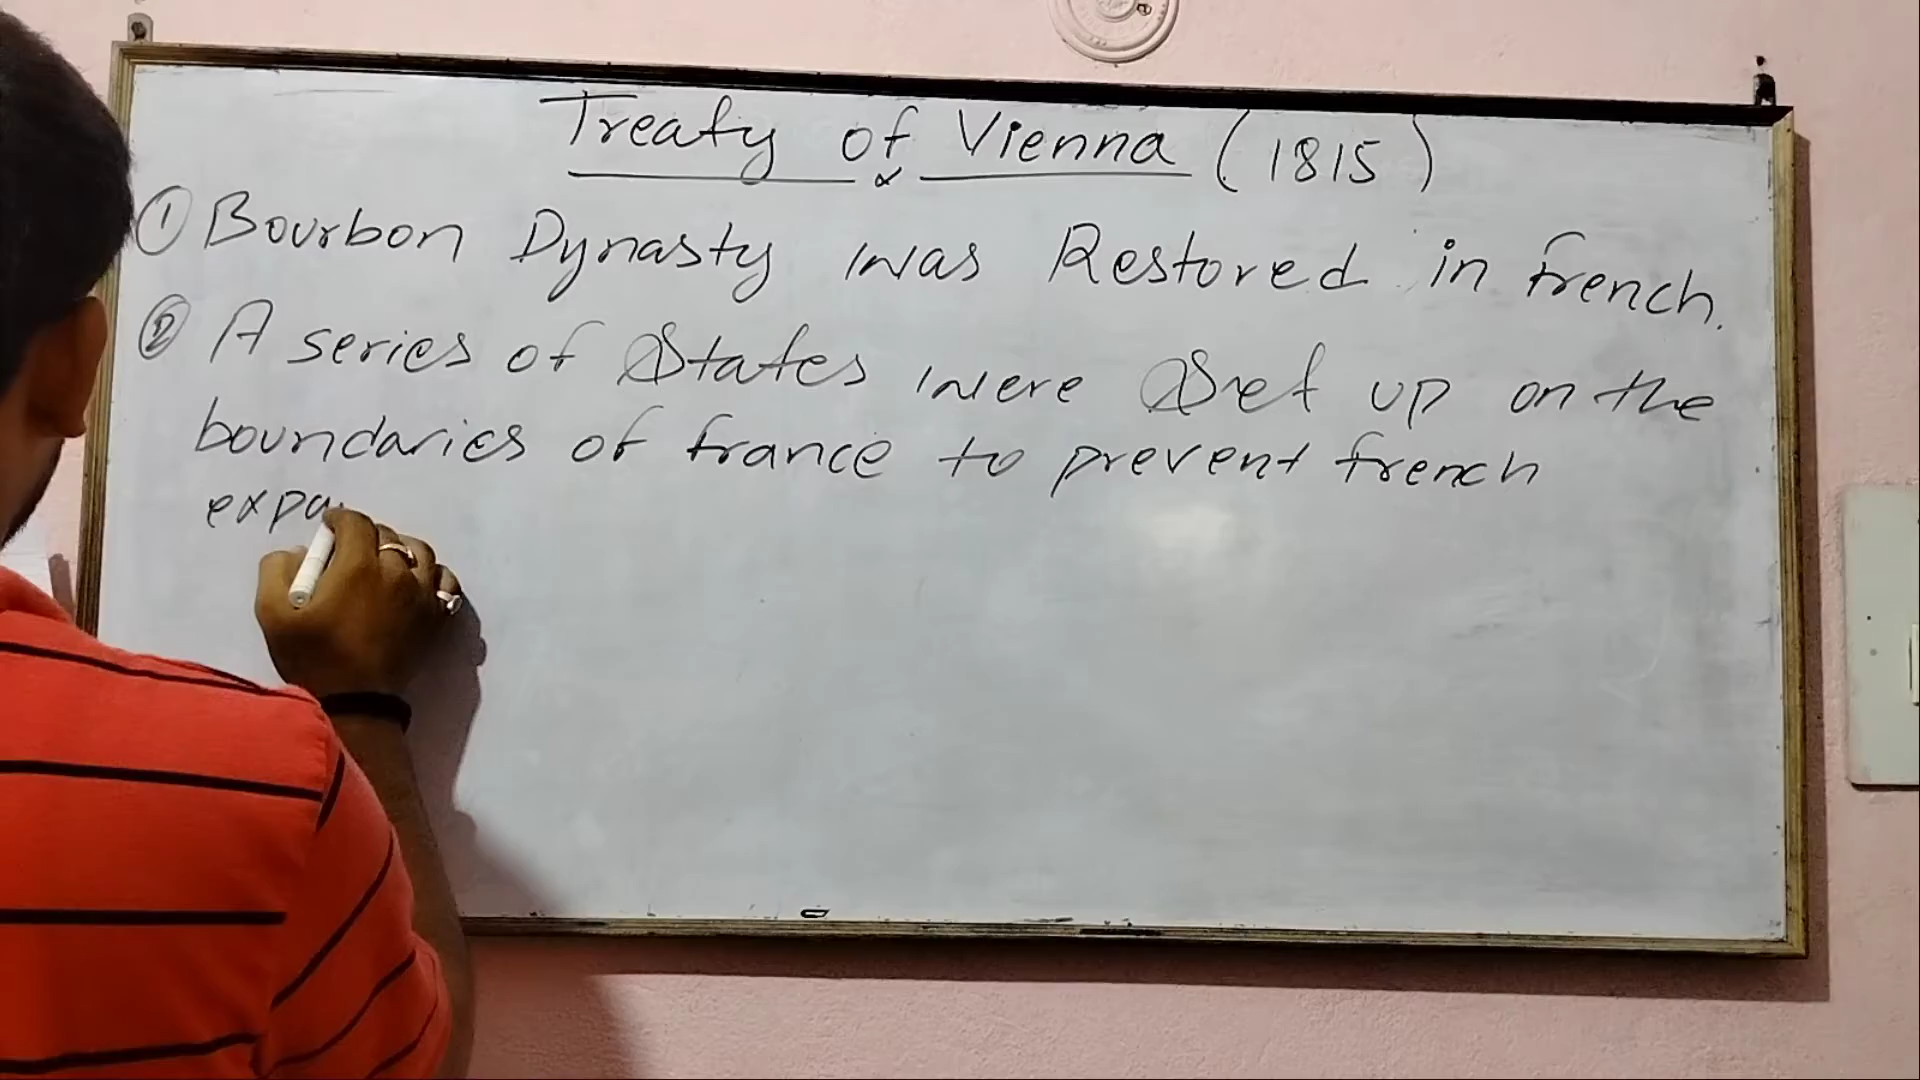 Treaty of Vienna (1815)
① Bourbon Dynasty was Restored in french.
② A series of States were Set up on the
boundaries of france to prevent french
expa